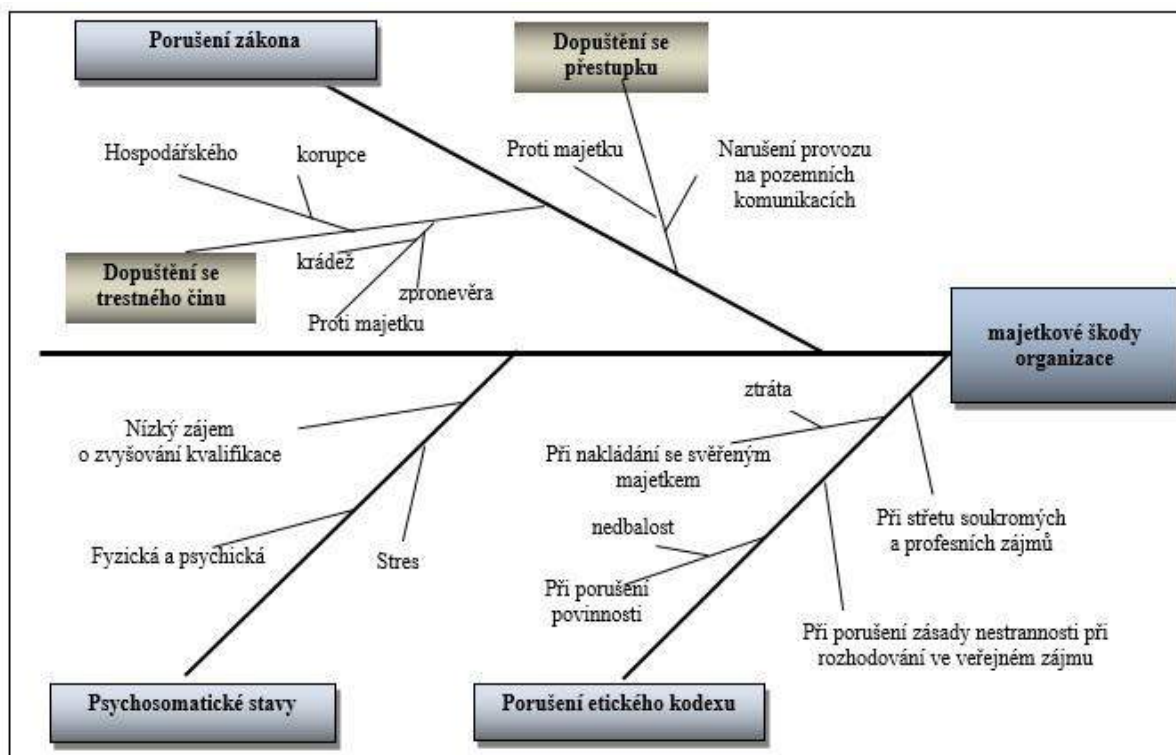 Porušení zákona
Dopuštění se
přestupku
Hospodářského
korupce
Proti majetku
Narušení provozu
na pozemních
komunikacích
Dopuštění se
trestného činu
krádež
zpronevěra
Proti majetku
majetkové škody
organizace
ztráta
Nízký zájem
o zvyšování kvalifikace
Při nakládání se svěřeným
majetkem
Při střetu soukromých
a profesních zájmů
nedbalost
Fyzická a psychická
Stres
Při porušení
povinnosti
Při porušení zásady nestrannosti při
rozhodování ve veřejném zájmu
Psychosomatické stavy
Porušení etického kodexu